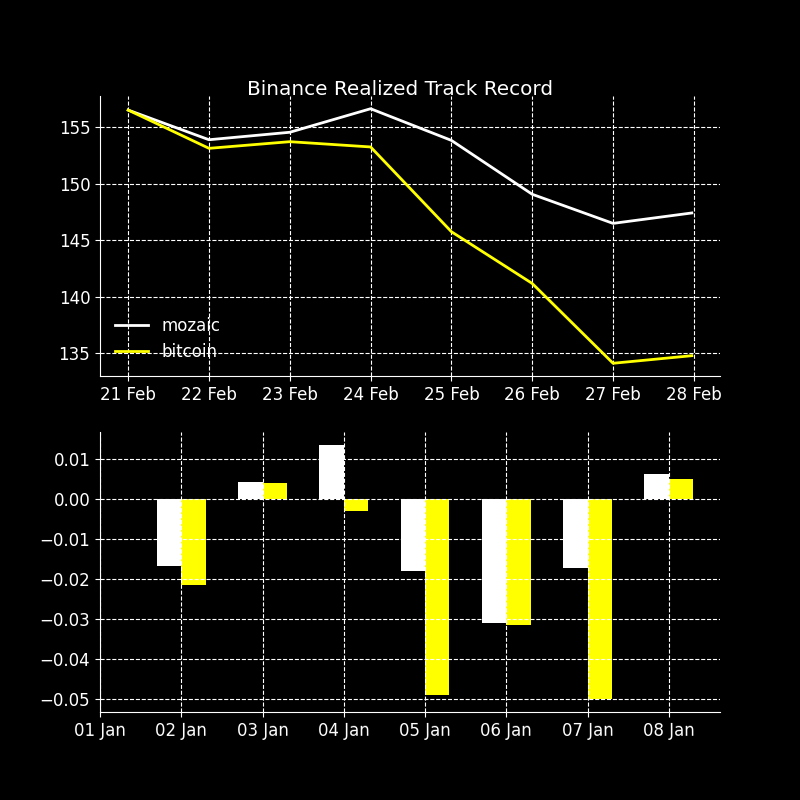 Binance Realized Track Record
155
150
145
140
135
mozaic
bitcoin
21 Feb 22 Feb 23 Feb 24 Feb 25 Feb 26 Feb 27 Feb 28 Feb
0.01
0.00
−0.01
−0.02
−0.03
−0.04
−0.05
01 Jan 02 Jan 03 Jan 04 Jan 05 Jan 06 Jan 07 Jan 08 Jan